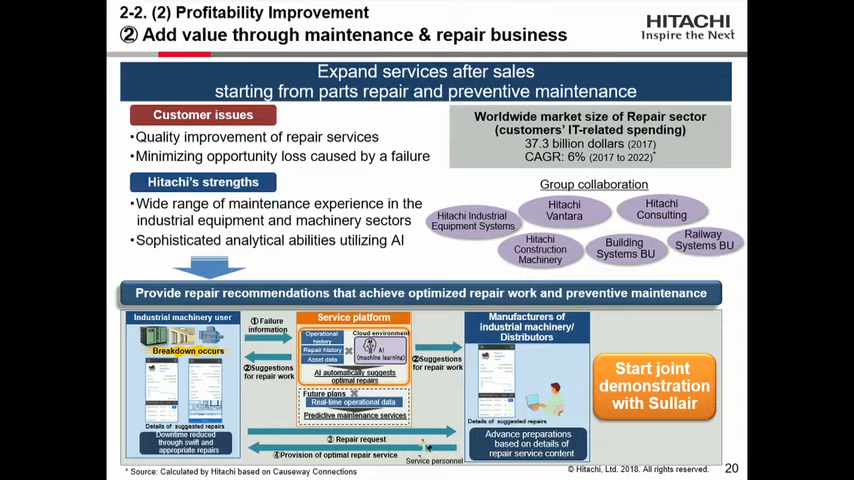 2-2. (2) Profitability Improvement
② Add value through maintenance & repair business
HITACHI
Inspire the Next
Expand services after sales
starting from parts repair and preventive maintenance
Customer issues
•Quality improvement of repair services
•Minimizing opportunity loss caused by a failure
Worldwide market size of Repair sector
(customers' IT-related spending)
37.3 billion dollars (2017)
CAGR: 6% (2017 to 2022)*
Hitachi's strengths
•Wide range of maintenance experience in the
industrial equipment and machinery sectors
•Sophisticated analytical abilities utilizing AI
Group collaboration
Hitachi Industrial
Equipment Systems
Hitachi
Vantara
Hitachi
Consulting
Hitachi
Construction
Machinery
Building
Systems BU
Railway
Systems BU
Provide repair recommendations that achieve optimized repair work and preventive maintenance
Industrial machinery user
Breakdown occurs
Details of suggested repairs
Downtime reduced
through swift and
appropriate repairs
①Failure
information
②Suggestions
for repair work
Service platform
Operational
history
Repair history
Asset data
Cloud environment
AI
(machine learning)
AI automatically suggests
optimal repairs
Future plans
Real-time operational data
Predictive maintenance services
②Suggestions
for repair work
③ Repair request
④Provision of optimal repair service
Service personnel
Manufacturers of
industrial machinery/
Distributors
Details of suggested repairs
Advance preparations
based on details of
repair service content
Start joint
demonstration
with Sullair
* Source: Calculated by Hitachi based on Causeway Connections
© Hitachi, Ltd. 2018. All rights reserved.
20